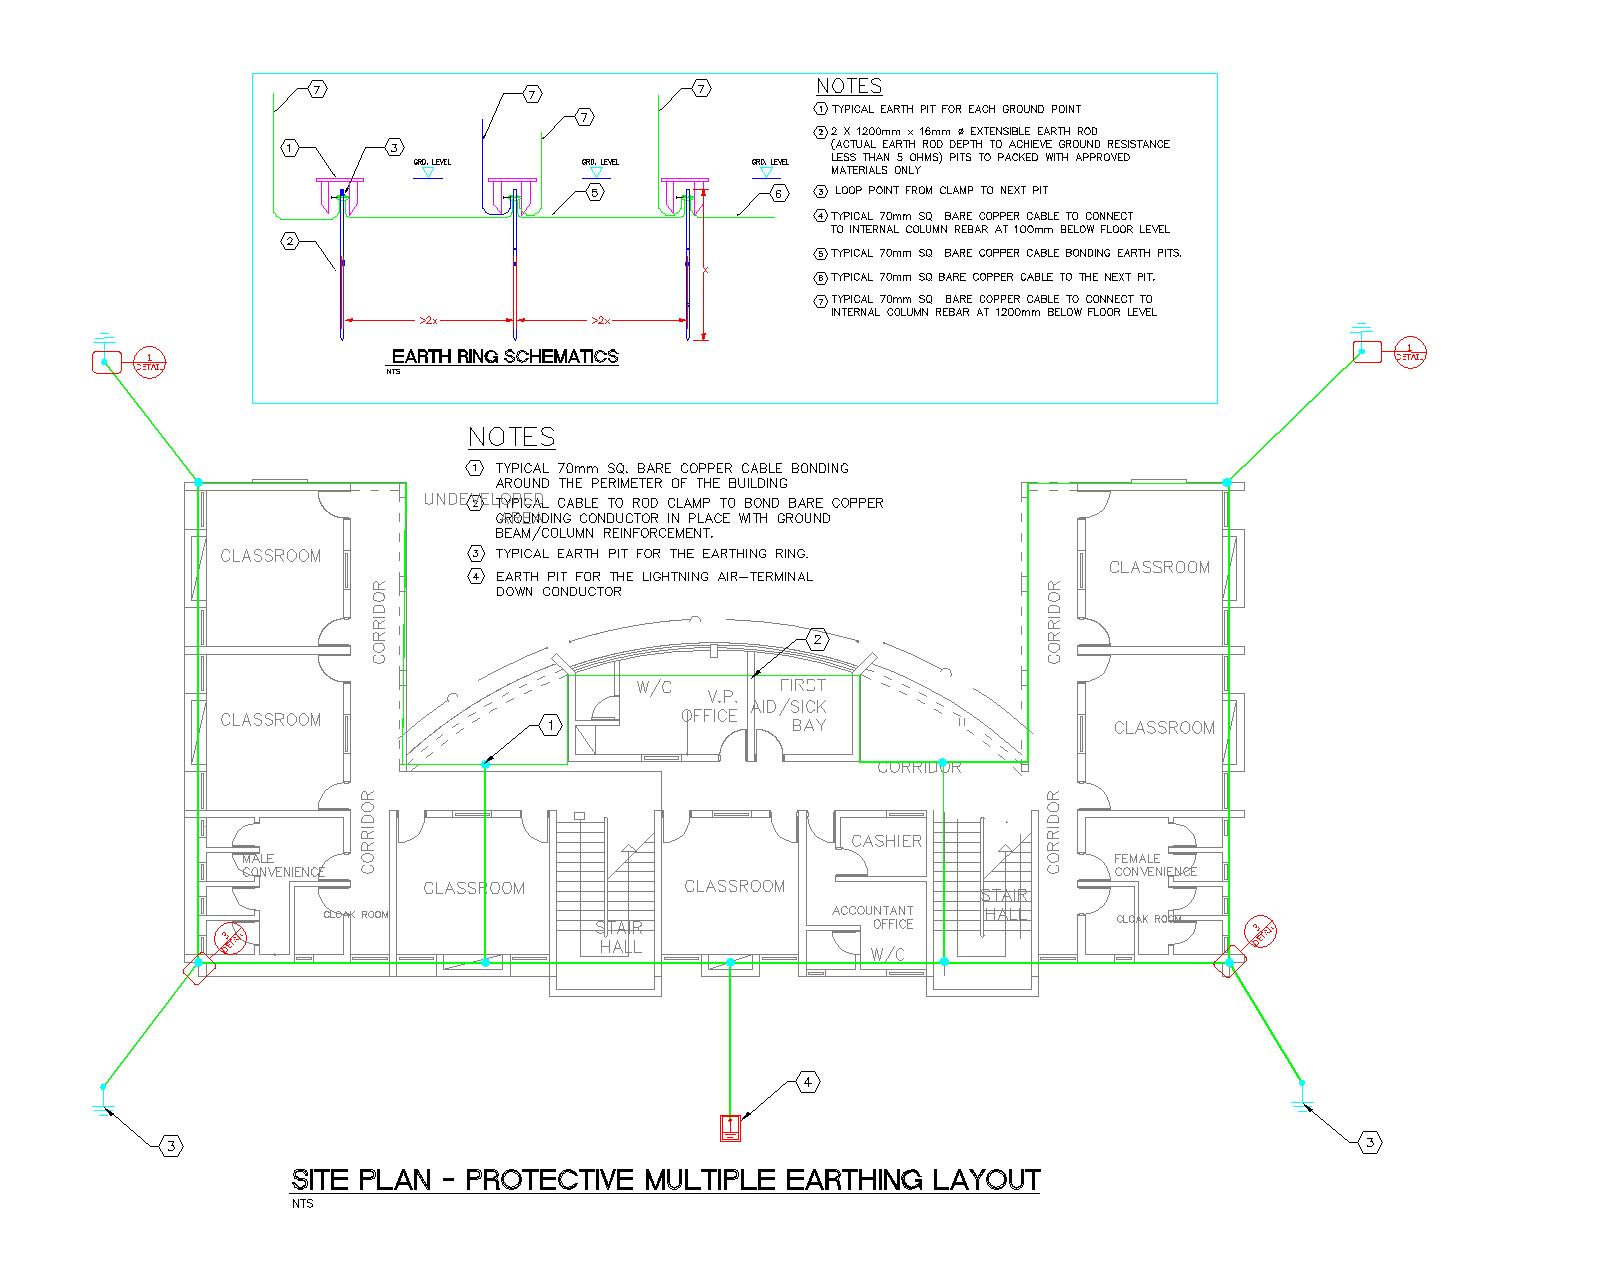 7
7
7
7
1
3
GRD. LEVEL
GRD. LEVEL
GRD. LEVEL
5
6
2
x
>2x
>2x
EARTH RING SCHEMATICS
NTS
NOTES
1 TYPICAL EARTH PIT FOR EACH GROUND POINT
2 2 X 1200mm x 16mm ø EXTENSIBLE EARTH ROD
(ACTUAL EARTH ROD DEPTH TO ACHIEVE GROUND RESISTANCE
LESS THAN 5 OHMS) PITS TO PACKED WITH APPROVED
MATERIALS ONLY
3 LOOP POINT FROM CLAMP TO NEXT PIT
4 TYPICAL 70mm SQ BARE COPPER CABLE TO CONNECT
TO INTERNAL COLUMN REBAR AT 100mm BELOW FLOOR LEVEL
5 TYPICAL 70mm SQ BARE COPPER CABLE BONDING EARTH PITS.
6 TYPICAL 70mm SQ BARE COPPER CABLE TO THE NEXT PIT.
7 TYPICAL 70mm SQ BARE COPPER CABLE TO CONNECT TO
INTERNAL COLUMN REBAR AT 1200mm BELOW FLOOR LEVEL
1
DETAIL
1
DETAIL
NOTES
1 TYPICAL 70mm SQ. BARE COPPER CABLE BONDING
AROUND THE PERIMETER OF THE BUILDING
UNDEVELOPED
AREA
2 TYPICAL CABLE TO ROD CLAMP TO BOND BARE COPPER
GROUNDING CONDUCTOR IN PLACE WITH GROUND
BEAM/COLUMN REINFORCEMENT.
3 TYPICAL EARTH PIT FOR THE EARTHING RING.
4 EARTH PIT FOR THE LIGHTNING AIR-TERMINAL
DOWN CONDUCTOR
CLASSROOM
CLASSROOM
CORRIDOR
CORRIDOR
2
W/C
V.P.
OFFICE
FIRST
AID/SICK
BAY
CLASSROOM
CLASSROOM
1
CORRIDOR
CORRIDOR
CORRIDOR
CASHIER
MALE
CONVENIENCE
FEMALE
CONVENIENCE
CLASSROOM
CLASSROOM
STAIR
HALL
CLOAK ROOM
ACCOUNTANT
OFFICE
CLOAK ROOM
STAIR
HALL
W/C
3
DETAIL
3
DETAIL
4
3
3
SITE PLAN - PROTECTIVE MULTIPLE EARTHING LAYOUT
NTS